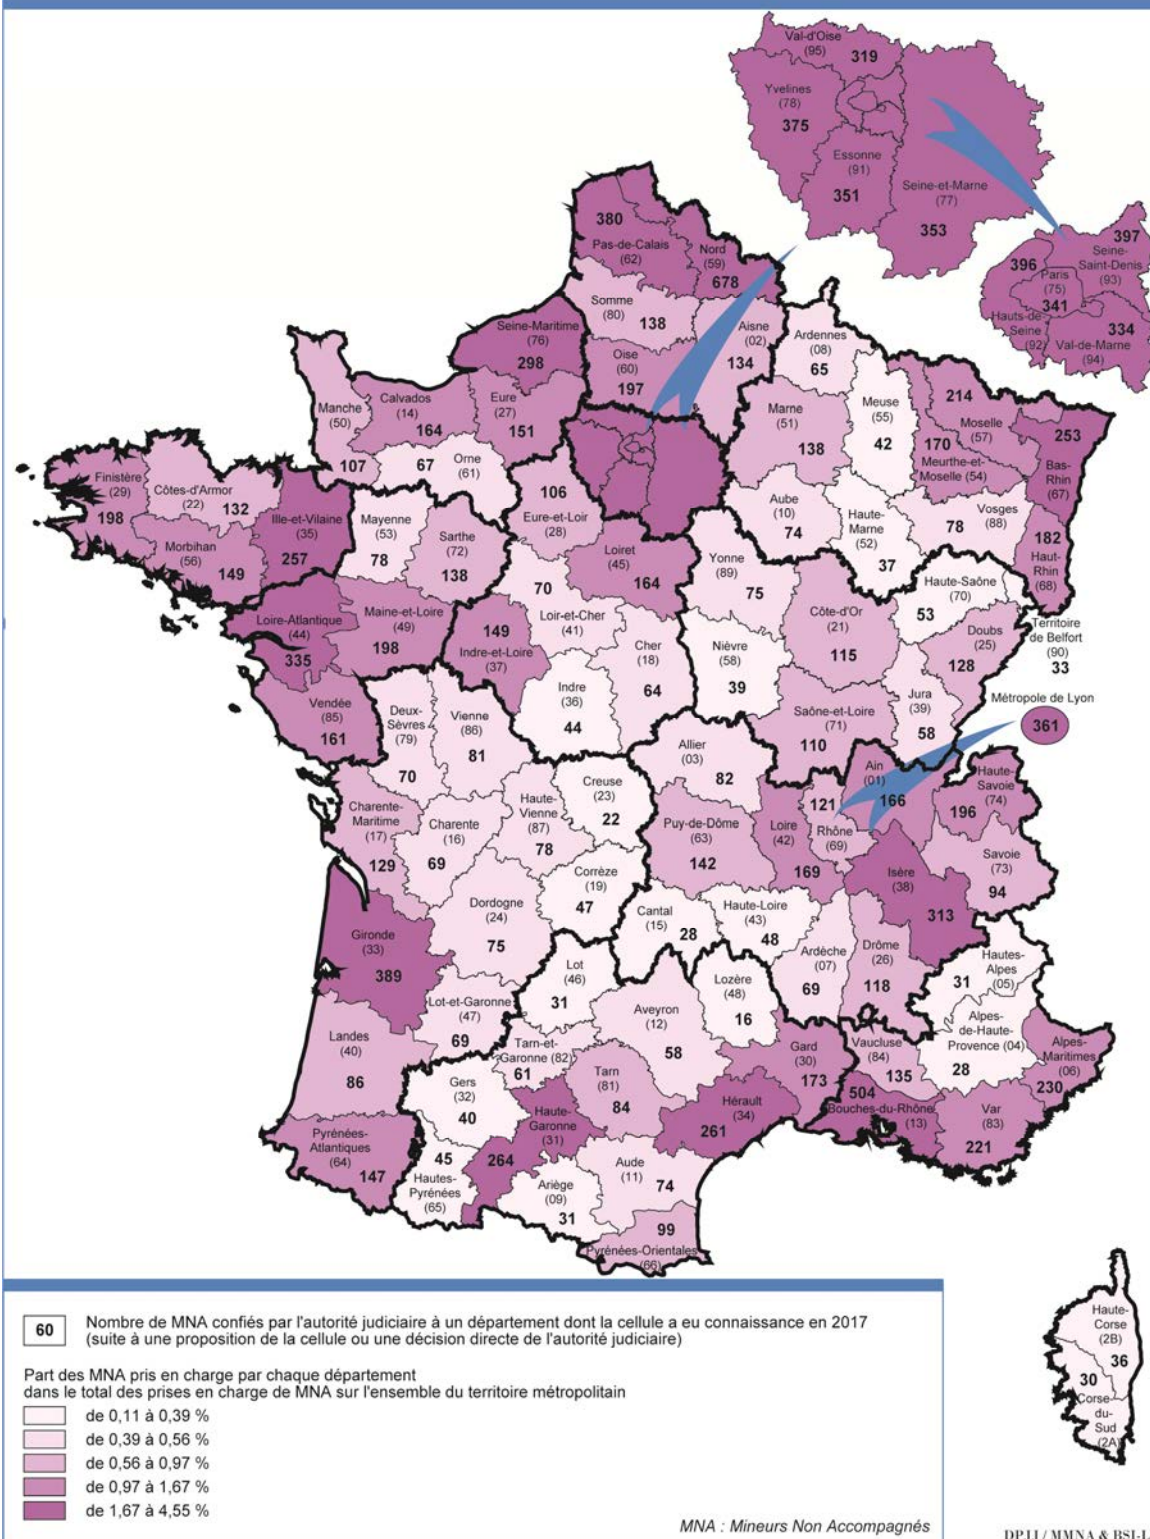 Val-d'Oise
(95)
319
Yvelines
(78)
375
Essonne
(91)
351
Seine-et-Marne
(77)
353
397
Seine-
Saint-Denis
(93)
396
Paris
(75)
341
Hauts-de-
Seine
(92)
334
Val-de-Marne
(94)
380
Pas-de-Calais
(62)
Nord
(59)
678
Somme
(80)
138
Seine-Maritime
(76)
298
Oise
(60)
197
Aisne
(02)
134
Ardennes
(08)
65
Manche
(50)
107
Calvados
(14)
164
Eure
(27)
151
67
Orne
(61)
Marne
(51)
138
Meuse
(55)
42
214
Moselle
(57)
170
Meurthe-et-
Moselle (54)
253
Bas-
Rhin
(67)
Finistère
(29)
198
Côtes-d'Armor
(22)
132
Ille-et-Vilaine
(35)
257
Morbihan
(56)
149
Mayenne
(53)
78
Sarthe
(72)
138
106
Eure-et-Loir
(28)
Aube
(10)
74
Haute-
Marne
(52)
37
Vosges
(88)
78
182
Haut-
Rhin
(68)
Loiret
(45)
164
Yonne
(89)
75
70
Loir-et-Cher
(41)
Côte-d'Or
(21)
115
Haute-Saône
(70)
53
Territoire
de Belfort
(90)
33
Doubs
(25)
128
Loire-Atlantique
(44)
335
Maine-et-Loire
(49)
198
149
Indre-et-Loire
(37)
Cher
(18)
64
Nièvre
(58)
39
Indre
(36)
44
Jura
(39)
58
Saône-et-Loire
(71)
110
Métropole de Lyon
361
Vendée
(85)
161
Deux-
Sèvres
(79)
70
Vienne
(86)
81
Allier
(03)
82
Ain
(01)
166
Haute-
Savoie
(74)
196
Charente-
Maritime
(17)
129
Charente
(16)
69
Haute-
Vienne
(87)
78
Creuse
(23)
22
Puy-de-Dôme
(63)
142
Loire
(42)
169
121
Rhône
(69)
Savoie
(73)
94
Isère
(38)
313
Corrèze
(19)
47
Dordogne
(24)
75
Cantal
(15)
28
Haute-Loire
(43)
48
Ardèche
(07)
69
Drôme
(26)
118
Gironde
(33)
389
Lot
(46)
31
Lozère
(48)
16
Hautes-
Alpes
(05)
31
Lot-et-Garonne
(47)
69
Aveyron
(12)
58
Alpes-
de-Haute-
Provence (04)
28
Landes
(40)
86
Tarn-et-
Garonne (82)
61
Tarn
(81)
84
Gard
(30)
173
Vaucluse
(84)
135
Alpes-
Maritimes
(06)
230
Gers
(32)
40
Haute-
Garonne
(31)
264
Hérault
(34)
261
504
Bouches-du-Rhône
(13)
Var
(83)
221
Pyrénées-
Atlantiques
(64)
147
45
Hautes-
Pyrénées
(65)
Ariège
(09)
31
Aude
(11)
74
99
Pyrénées-Orientales
(66)
Haute-
Corse
(2B)
36
30
Corse-
du-
Sud
(2A)
60
Nombre de MNA confiés par l'autorité judiciaire à un département dont la cellule a eu connaissance en 2017
(suite à une proposition de la cellule ou une décision directe de l'autorité judiciaire)
Part des MNA pris en charge par chaque département
dans le total des prises en charge de MNA sur l'ensemble du territoire métropolitain
de 0,11 à 0,39 %
de 0,39 à 0,56 %
de 0,56 à 0,97 %
de 0,97 à 1,67 %
de 1,67 à 4,55 %
MNA : Mineurs Non Accompagnés